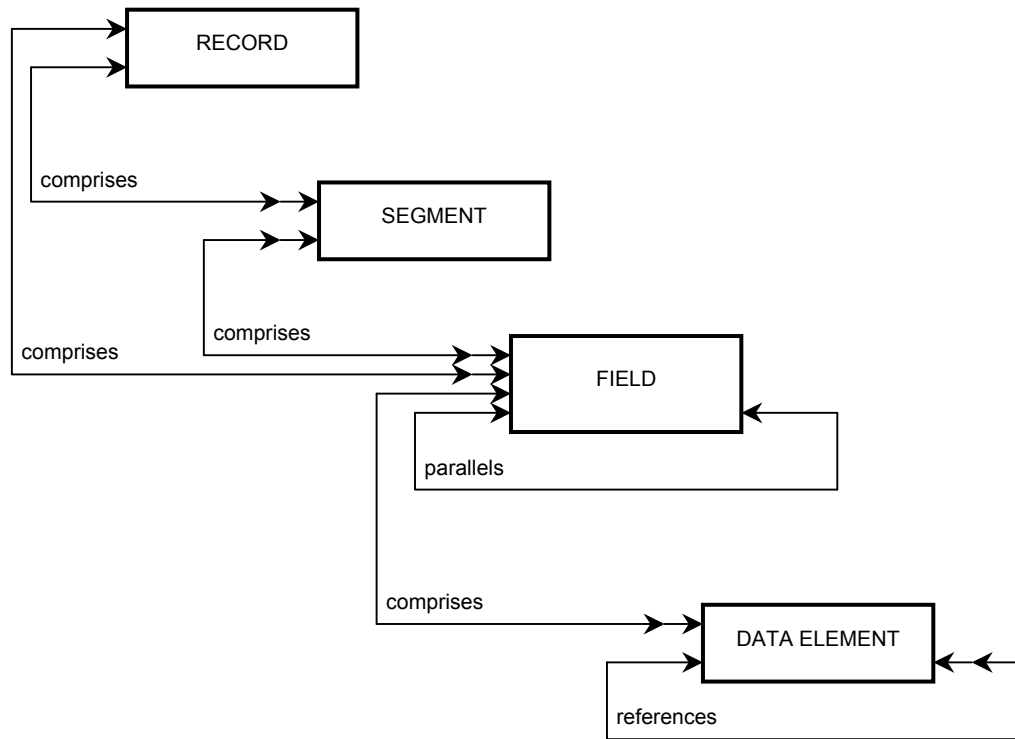 RECORD
comprises
SEGMENT
comprises
comprises
FIELD
parallels
comprises
DATA ELEMENT
references